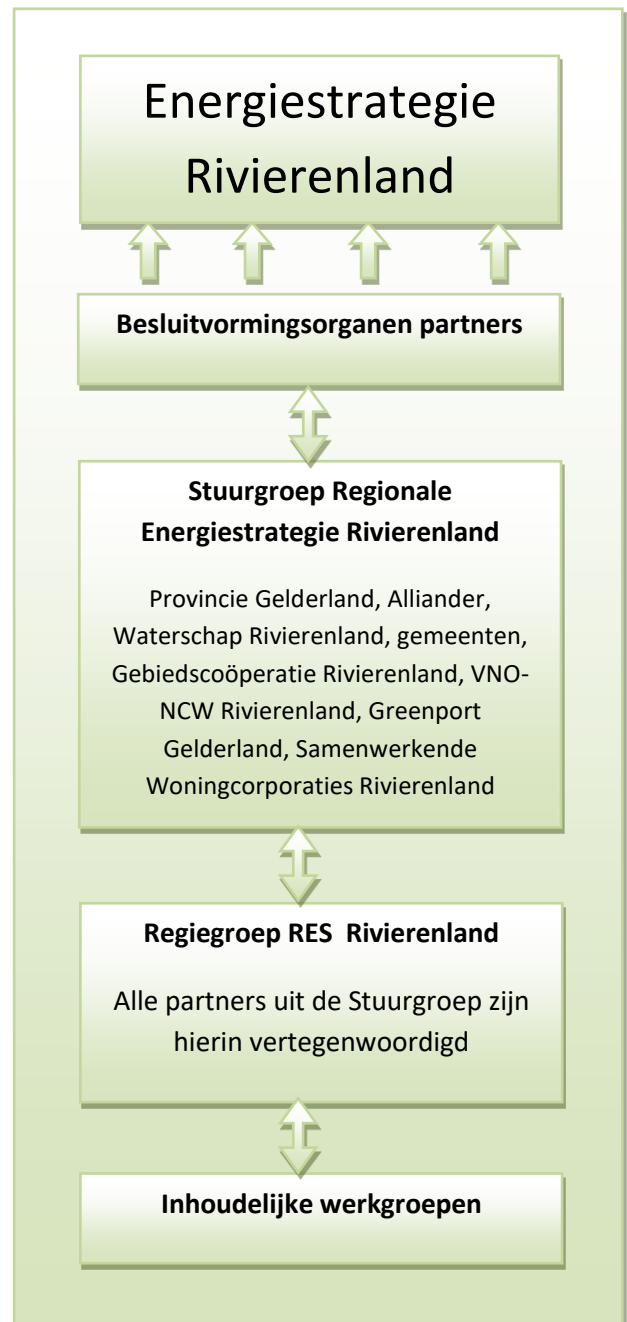 Energiestrategie
Rivierenland
Besluitvormingsorganen partners
Stuurgroep Regionale
Energiestrategie Rivierenland
Provincie Gelderland, Alliander,
Waterschap Rivierenland, gemeenten,
Gebiedscoöperatie Rivierenland, VNO-
NCW Rivierenland, Greenport
Gelderland, Samenwerkende
Woningcorporaties Rivierenland
Regiegroep RES Rivierenland
Alle partners uit de Stuurgroep zijn
hierin vertegenwoordigd
Inhoudelijke werkgroepen